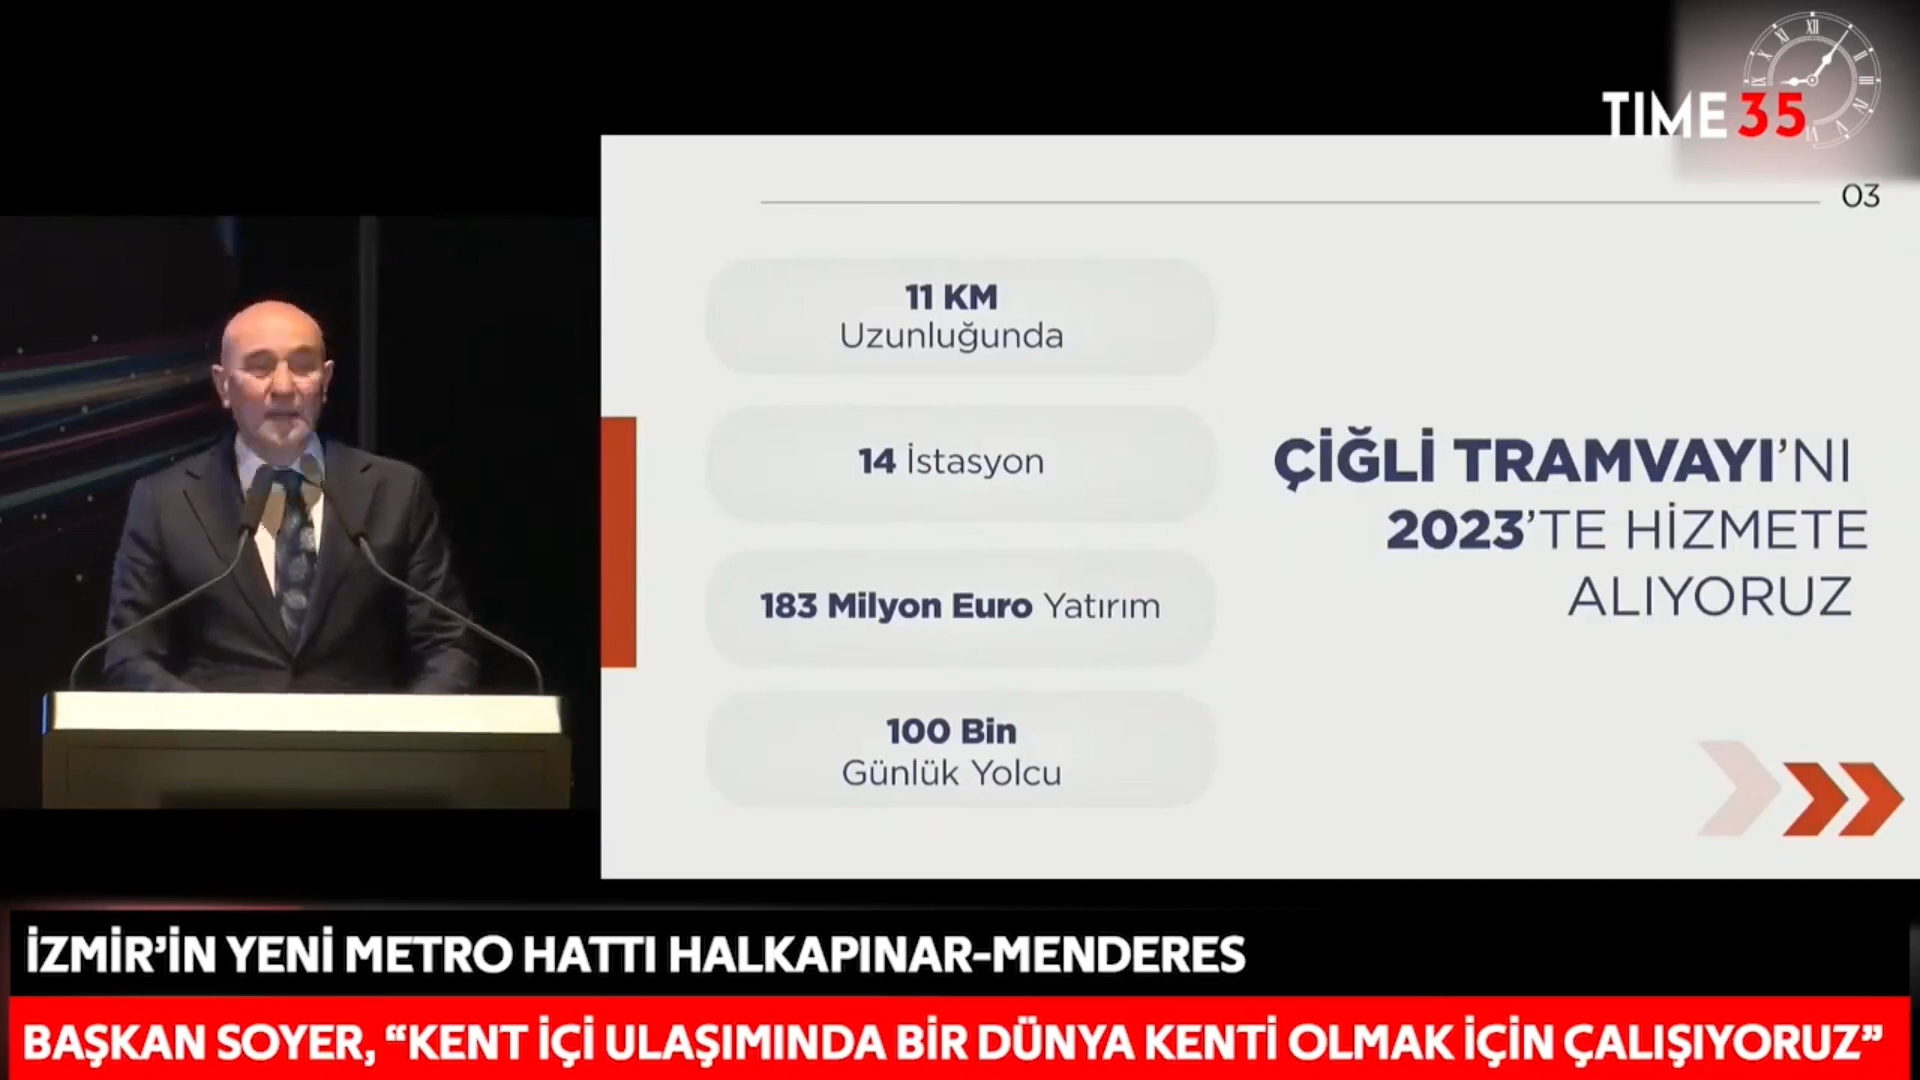 TIME 35
03
11 KM
Uzunluğunda
14 İstasyon
183 Milyon Euro Yatırım
100 Bin
Günlük Yolcu
ÇİĞLİ TRAMVAYI’NI
2023’TE HİZMETE
ALIYORUZ
İZMİR’İN YENİ METRO HATTI HALKAPINAR-MENDERES
BAŞKAN SOYER, “KENT İÇİ ULAŞIMINDA BİR DÜNYA KENTİ OLMAK İÇİN ÇALIŞIYORUZ”